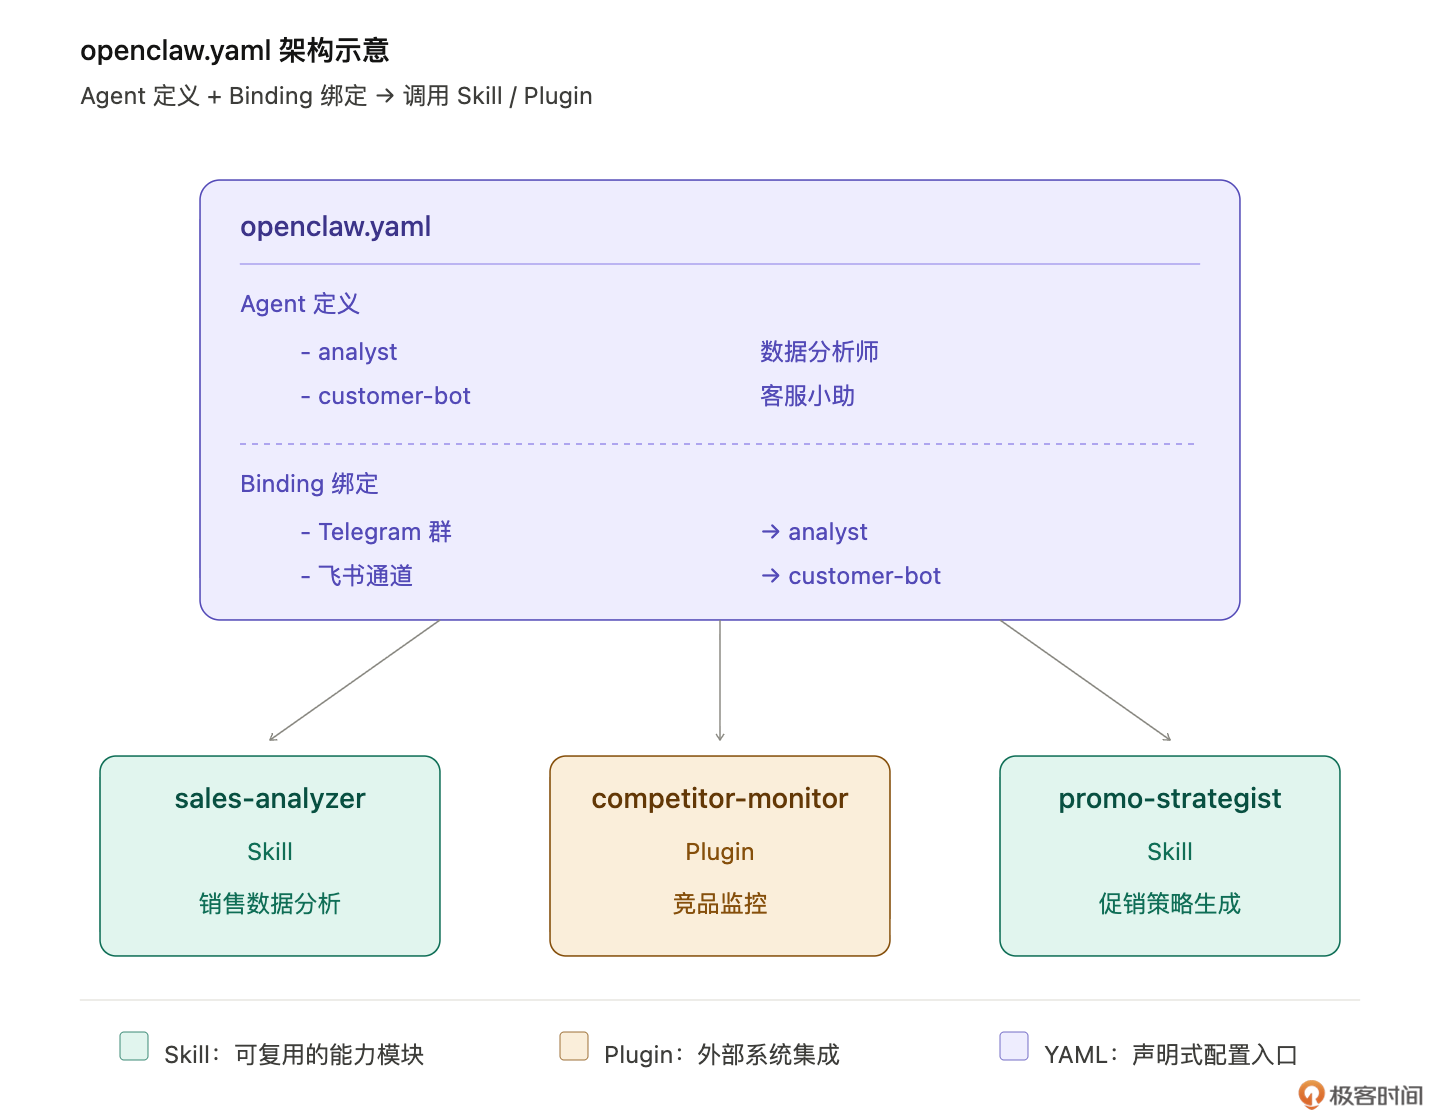 openclaw.yaml 架构示意
Agent 定义 + Binding 绑定 → 调用 Skill / Plugin
openclaw.yaml
Agent 定义
- analyst 数据分析师
- customer-bot 客服小助
Binding 绑定
- Telegram 群 → analyst
- 飞书通道 → customer-bot
sales-analyzer
Skill
销售数据分析
competitor-monitor
Plugin
竞品监控
promo-strategist
Skill
促销策略生成
Skill：可复用的能力模块
Plugin：外部系统集成
YAML：声明式配置入口
极客时间